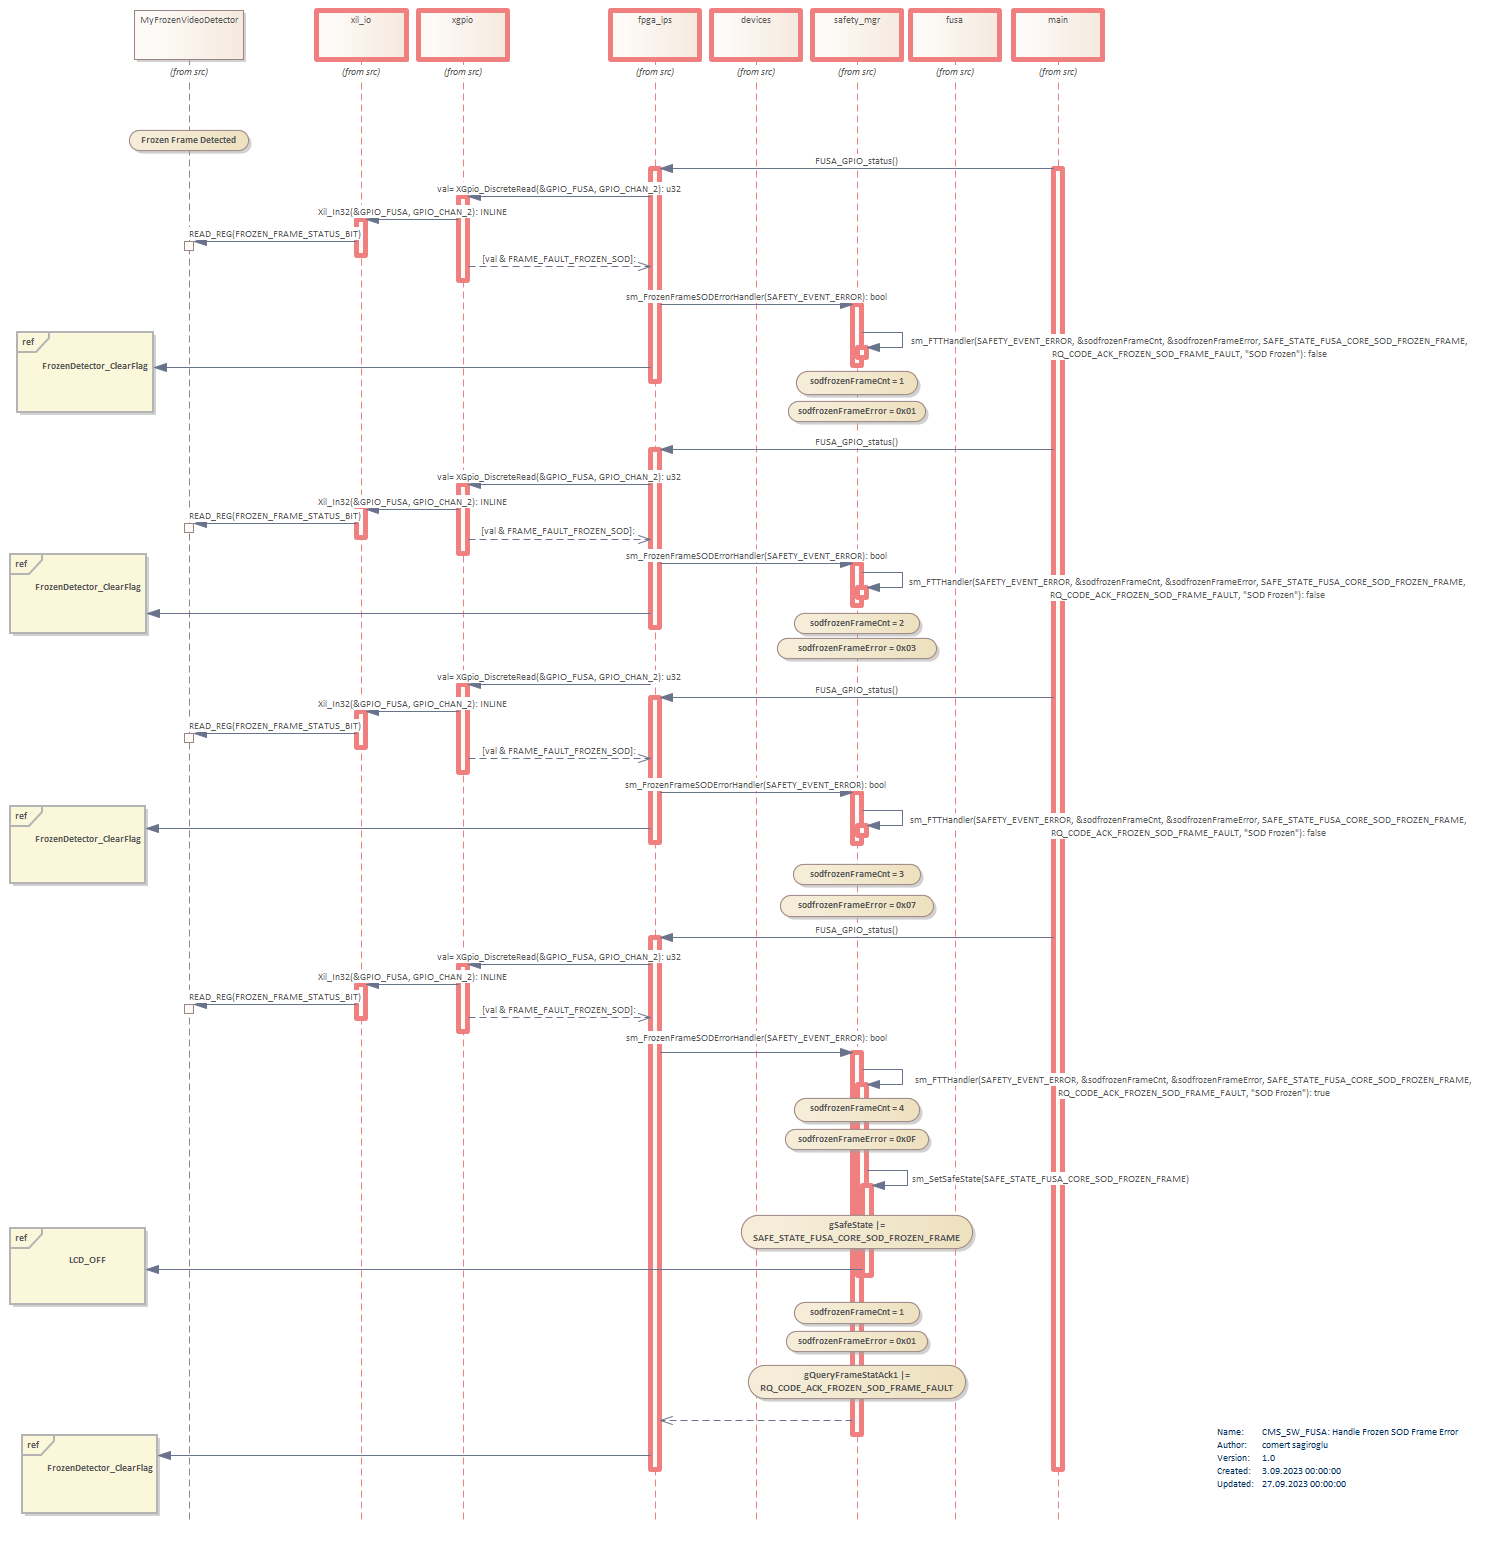 MyFrozenVideoDetector
xil_io
xgpio
fpga_ips
devices
safety_mgr
fusa
main
(from src)
(from src)
(from src)
(from src)
(from src)
(from src)
(from src)
(from src)
Frozen Frame Detected
FUSA_GPIO_status()
val= XGpio_DiscreteRead(&GPIO_FUSA, GPIO_CHAN_2): u32
Xil_In32(&GPIO_FUSA, GPIO_CHAN_2): INLINE
READ_REG(FROZEN_FRAME_STATUS_BIT)
[val & FRAME_FAULT_FROZEN_SOD]:
sm_FrozenFrameSODErrorHandler(SAFETY_EVENT_ERROR): bool
sm_FTTHandler(SAFETY_EVENT_ERROR, &sodfrozenFrameCnt, &sodfrozenFrameError, SAFE_STATE_FUSA_CORE_SOD_FROZEN_FRAME,
RQ_CODE_ACK_FROZEN_SOD_FRAME_FAULT, "SOD Frozen"): false
ref
FrozenDetector_ClearFlag
sodfrozenFrameCnt = 1
sodfrozenFrameError = 0x01
FUSA_GPIO_status()
val= XGpio_DiscreteRead(&GPIO_FUSA, GPIO_CHAN_2): u32
Xil_In32(&GPIO_FUSA, GPIO_CHAN_2): INLINE
READ_REG(FROZEN_FRAME_STATUS_BIT)
[val & FRAME_FAULT_FROZEN_SOD]:
sm_FrozenFrameSODErrorHandler(SAFETY_EVENT_ERROR): bool
ref
FrozenDetector_ClearFlag
sm_FTTHandler(SAFETY_EVENT_ERROR, &sodfrozenFrameCnt, &sodfrozenFrameError, SAFE_STATE_FUSA_CORE_SOD_FROZEN_FRAME,
RQ_CODE_ACK_FROZEN_SOD_FRAME_FAULT, "SOD Frozen"): false
sodfrozenFrameCnt = 2
sodfrozenFrameError = 0x03
val= XGpio_DiscreteRead(&GPIO_FUSA, GPIO_CHAN_2): u32
FUSA_GPIO_status()
Xil_In32(&GPIO_FUSA, GPIO_CHAN_2): INLINE
READ_REG(FROZEN_FRAME_STATUS_BIT)
[val & FRAME_FAULT_FROZEN_SOD]:
sm_FrozenFrameSODErrorHandler(SAFETY_EVENT_ERROR): bool
ref
FrozenDetector_ClearFlag
sm_FTTHandler(SAFETY_EVENT_ERROR, &sodfrozenFrameCnt, &sodfrozenFrameError, SAFE_STATE_FUSA_CORE_SOD_FROZEN_FRAME,
RQ_CODE_ACK_FROZEN_SOD_FRAME_FAULT, "SOD Frozen"): false
sodfrozenFrameCnt = 3
sodfrozenFrameError = 0x07
FUSA_GPIO_status()
val= XGpio_DiscreteRead(&GPIO_FUSA, GPIO_CHAN_2): u32
Xil_In32(&GPIO_FUSA, GPIO_CHAN_2): INLINE
READ_REG(FROZEN_FRAME_STATUS_BIT)
[val & FRAME_FAULT_FROZEN_SOD]:
sm_FrozenFrameSODErrorHandler(SAFETY_EVENT_ERROR): bool
sm_FTTHandler(SAFETY_EVENT_ERROR, &sodfrozenFrameCnt, &sodfrozenFrameError, SAFE_STATE_FUSA_CORE_SOD_FROZEN_FRAME,
RQ_CODE_ACK_FROZEN_SOD_FRAME_FAULT, "SOD Frozen"): true
sodfrozenFrameCnt = 4
sodfrozenFrameError = 0x0F
sm_SetSafeState(SAFE_STATE_FUSA_CORE_SOD_FROZEN_FRAME)
gSafeState |=
SAFE_STATE_FUSA_CORE_SOD_FROZEN_FRAME
ref
LCD_OFF
sodfrozenFrameCnt = 1
sodfrozenFrameError = 0x01
gQueryFrameStatAck1 |=
RQ_CODE_ACK_FROZEN_SOD_FRAME_FAULT
ref
FrozenDetector_ClearFlag
Name: CMS_SW_FUSA: Handle Frozen SOD Frame Error
Author: comert sagiroglu
Version: 1.0
Created: 3.09.2023 00:00:00
Updated: 27.09.2023 00:00:00